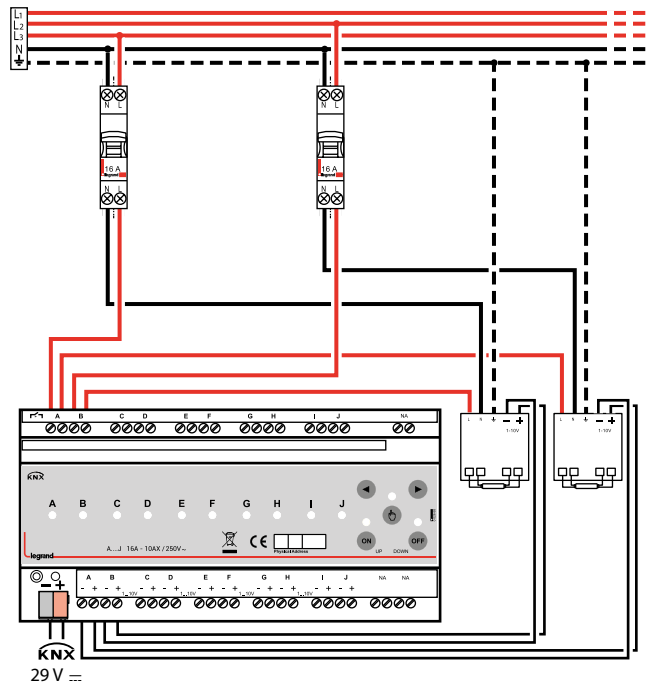 L1
L2
L3
N
N L
N L
16 A
legrand
16 A
legrand
N L
N L
A B C D E F G H I J NA
L N - +
1-10V
L N - +
1-10V
KNX
A B C D E F G H I J
A....J 16A - 10AX / 250V~
CE
Physical Address
ON UP DOWN OFF
legrand
A B C D E F G H I J NA NA
- +
- + - + - + - + - + - + - + - + - + - +
1...10V 1...10V 1...10V 1...10V 1...10V
KNX
29 V